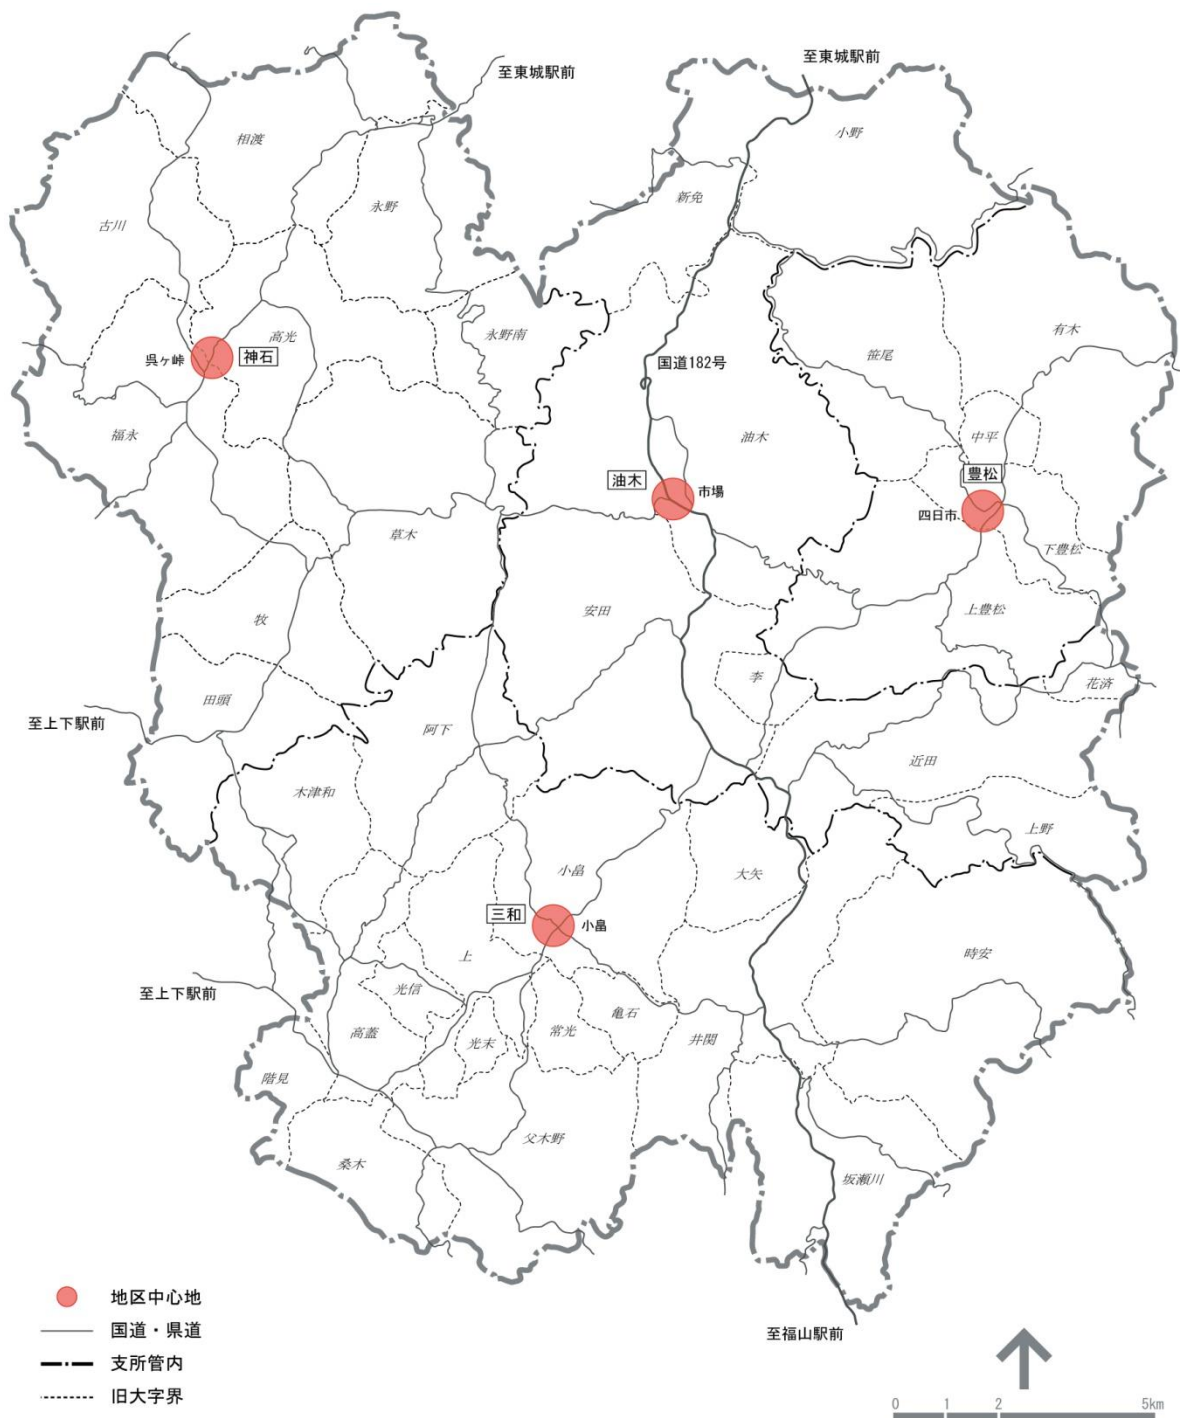 至東城駅前
至東城駅前
相渡
小野
永野
新免
古川
高光
永野南
有木
呉ヶ峠
神石
国道182号
笹尾
福永
中平
油木
油木
市場
豊松
四日市
草木
下豊松
安田
上豊松
牧
李
花済
田頭
至上下駅前
阿下
近田
木津和
上野
小畠
大矢
三和
小畠
上
時安
至上下駅前
光信
亀石
高蓋
光末
常光
井関
階見
父木野
桑木
坂瀬川
至福山駅前
地区中心地
国道・県道
支所管内
旧大字界
0 1 2 5km